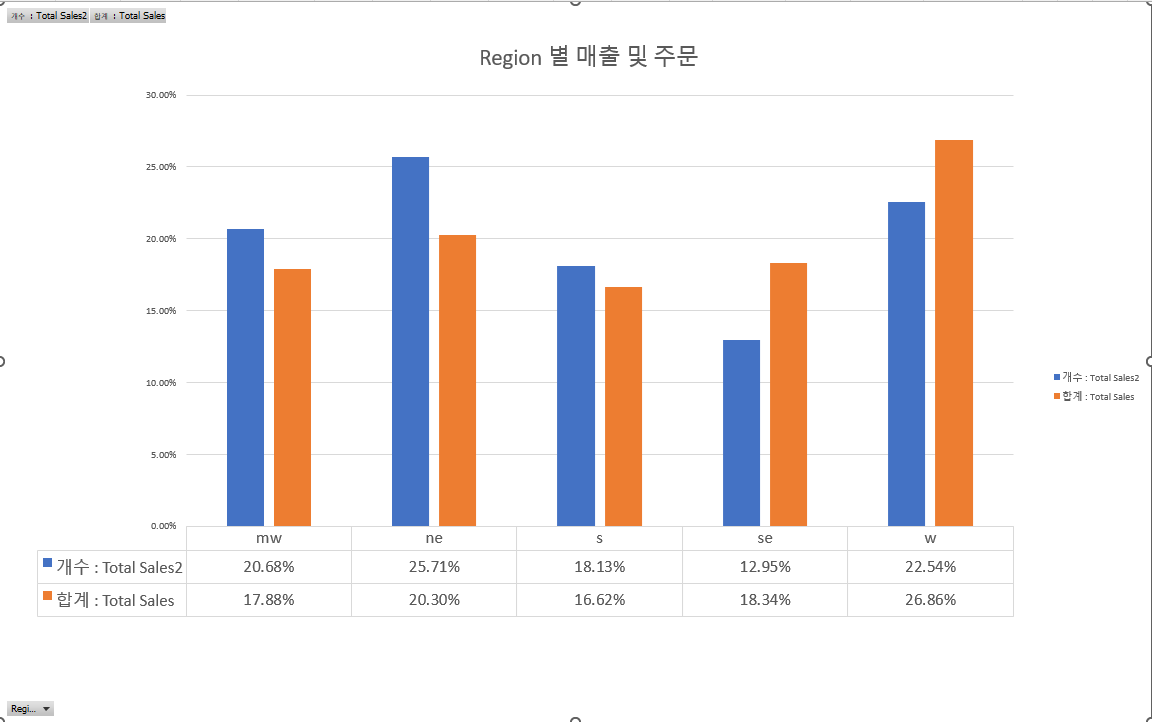 개수 : Total Sales2 합계 : Total Sales
Region 별 매출 및 주문
30.00%
25.00%
20.00%
15.00%
10.00%
5.00%
0.00%
개수 : Total Sales2
합계 : Total Sales
mw ne s se w
개수 : Total Sales2 20.68% 25.71% 18.13% 12.95% 22.54%
합계 : Total Sales 17.88% 20.30% 16.62% 18.34% 26.86%
Regi...